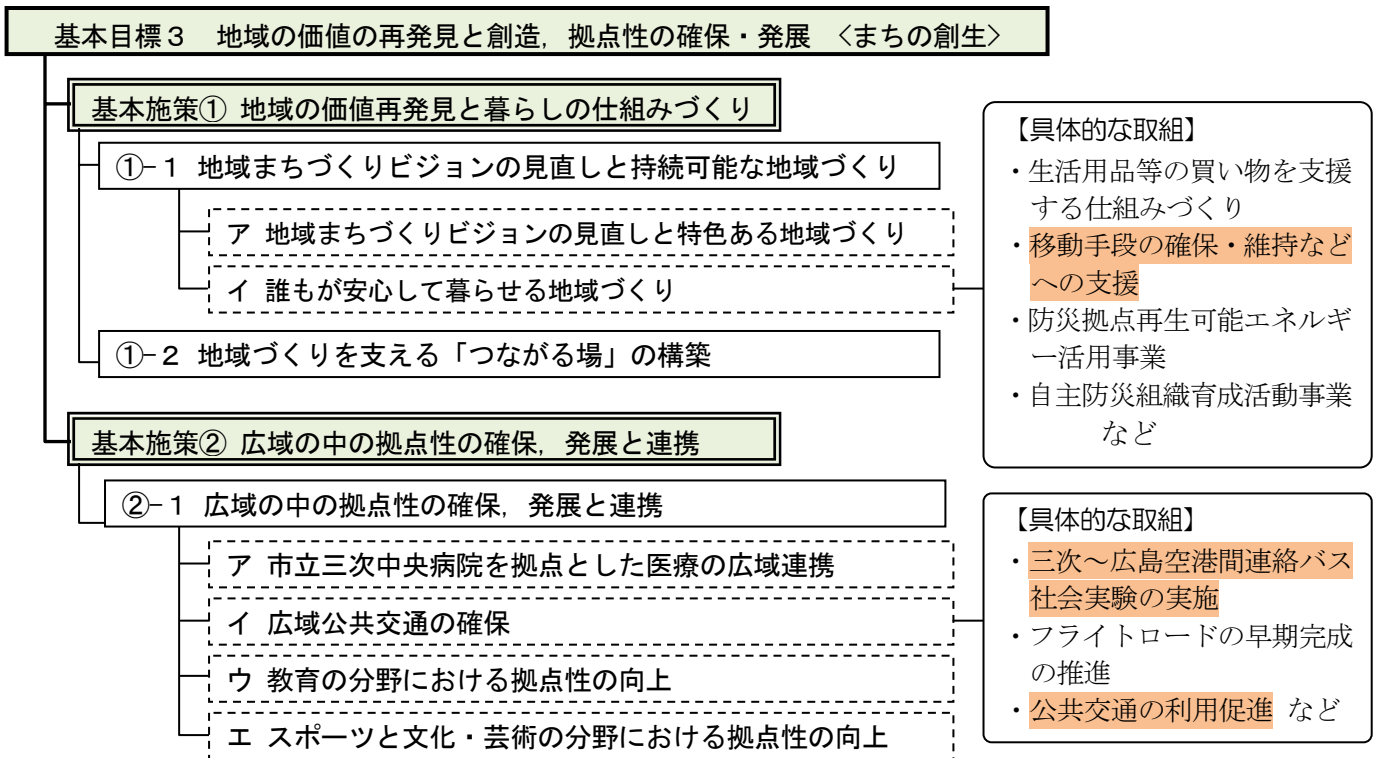 基本目標３　地域の価値の再発見と創造，拠点性の確保・発展　〈まちの創生〉
基本施策① 地域の価値再発見と暮らしの仕組みづくり
①-１ 地域まちづくりビジョンの見直しと持続可能な地域づくり
ア 地域まちづくりビジョンの見直しと特色ある地域づくり
イ 誰もが安心して暮らせる地域づくり
①-２ 地域づくりを支える「つながる場」の構築
【具体的な取組】
・生活用品等の買い物を支援
する仕組みづくり
・移動手段の確保・維持など
への支援
・防災拠点再生可能エネルギ
ー活用事業
・自主防災組織育成活動事業
など
基本施策② 広域の中の拠点性の確保，発展と連携
②-１ 広域の中の拠点性の確保，発展と連携
ア 市立三次中央病院を拠点とした医療の広域連携
イ 広域公共交通の確保
ウ 教育の分野における拠点性の向上
エ スポーツと文化・芸術の分野における拠点性の向上
【具体的な取組】
・三次～広島空港間連絡バス
社会実験の実施
・フライトロードの早期完成
の推進
・公共交通の利用促進 など